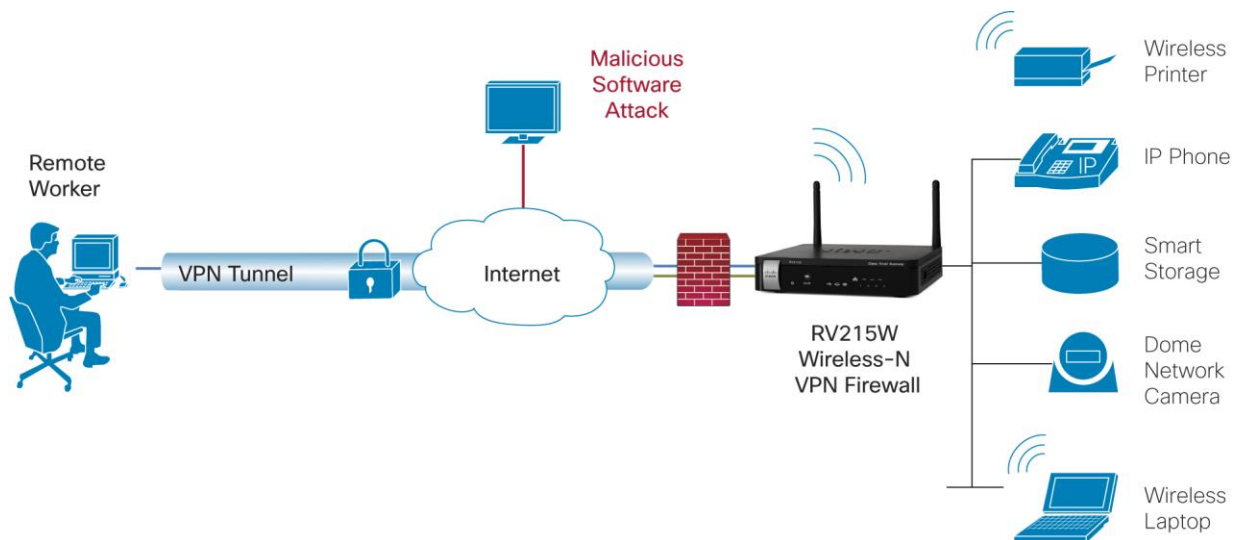 Malicious
Software
Attack
Remote
Worker
VPN Tunnel
Internet
RV215W
Wireless-N
VPN Firewall
Wireless
Printer
IP
IP Phone
Smart
Storage
Dome
Network
Camera
Wireless
Laptop